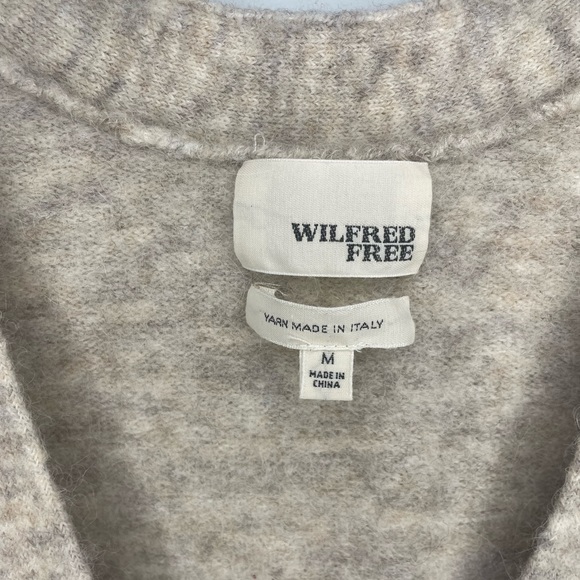 WILFRED
FREE
YARN MADE IN ITALY
M
MADE IN
CHINA